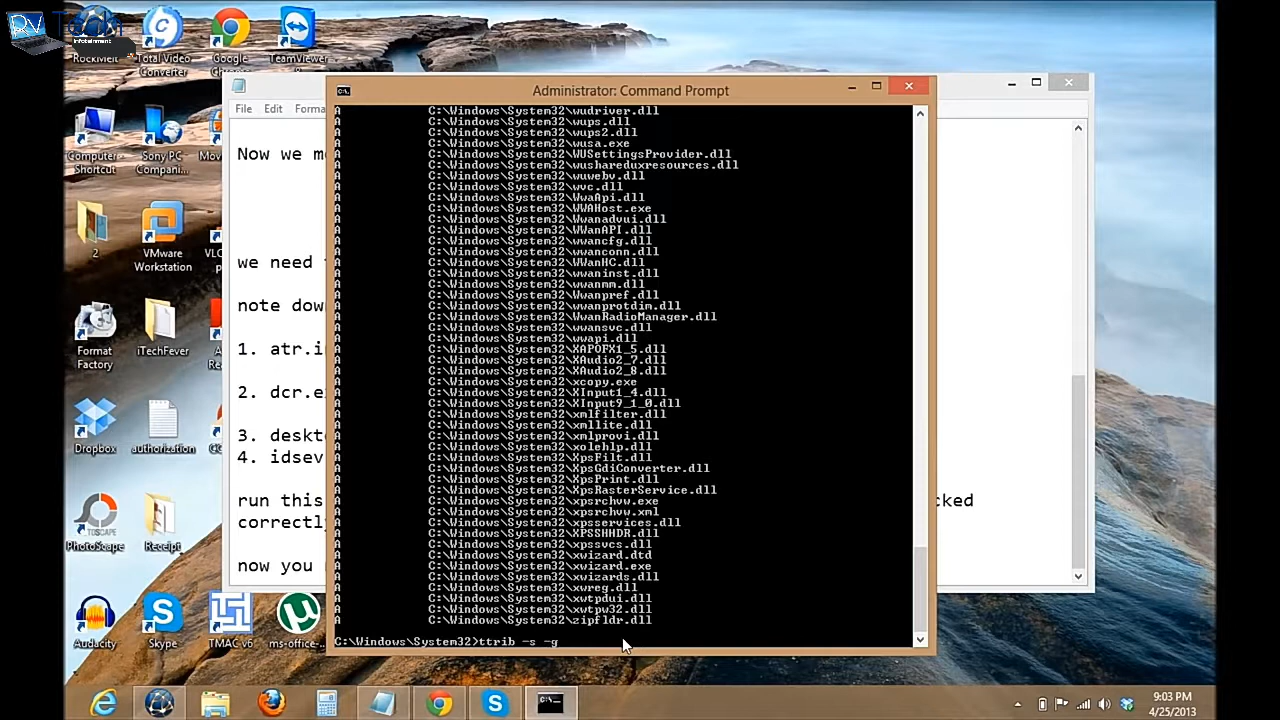 RV Tech
Infotainment
RockMelt
Total Video
Converter
Google
TeamViewer
Computer -
Shortcut
Sony PC
Compani...
Mov
2
VMware
Workstation
VLC
Format
Factory
iTechFever
Dropbox
authorization
PhotoScape
Receipt
Audacity
Skype
TMAC v6
ms-office-...
File Edit Forma
Now we m
we need
note dow
1. atr.i
2. dcr.e
3. deskt
4. idsev
run this
cked
correctly
now you
Administrator: Command Prompt
A C:\Windows\System32\wudriver.dll
A C:\Windows\System32\wups.dll
A C:\Windows\System32\wups2.dll
A C:\Windows\System32\wusa.exe
A C:\Windows\System32\WUSettingsProvider.dll
A C:\Windows\System32\wushareduxresources.dll
A C:\Windows\System32\wuwebv.dll
A C:\Windows\System32\wvc.dll
A C:\Windows\System32\WwaApi.dll
A C:\Windows\System32\WWAHost.exe
A C:\Windows\System32\Wwanadvui.dll
A C:\Windows\System32\WWanAPI.dll
A C:\Windows\System32\wwancfg.dll
A C:\Windows\System32\wwanconn.dll
A C:\Windows\System32\WWanHC.dll
A C:\Windows\System32\wwaninst.dll
A C:\Windows\System32\wwanmm.dll
A C:\Windows\System32\Wwanpref.dll
A C:\Windows\System32\wwanprotdim.dll
A C:\Windows\System32\WwanRadioManager.dll
A C:\Windows\System32\wwansvc.dll
A C:\Windows\System32\wwapi.dll
A C:\Windows\System32\XAPOFX1_5.dll
A C:\Windows\System32\XAudio2_7.dll
A C:\Windows\System32\XAudio2_8.dll
A C:\Windows\System32\xcopy.exe
A C:\Windows\System32\XInput1_4.dll
A C:\Windows\System32\XInput9_1_0.dll
A C:\Windows\System32\xmlfilter.dll
A C:\Windows\System32\xmllite.dll
A C:\Windows\System32\xmlprovi.dll
A C:\Windows\System32\xolehlp.dll
A C:\Windows\System32\XpsFilt.dll
A C:\Windows\System32\XpsGdiConverter.dll
A C:\Windows\System32\XpsPrint.dll
A C:\Windows\System32\XpsRasterService.dll
A C:\Windows\System32\xpsrchvw.exe
A C:\Windows\System32\xpsrchvw.xml
A C:\Windows\System32\xpsservices.dll
A C:\Windows\System32\XPSSHHDR.dll
A C:\Windows\System32\xpssvcs.dll
A C:\Windows\System32\xwizard.dtd
A C:\Windows\System32\xwizard.exe
A C:\Windows\System32\xwizards.dll
A C:\Windows\System32\xwreg.dll
A C:\Windows\System32\xwtpdui.dll
A C:\Windows\System32\xwtpw32.dll
A C:\Windows\System32\zipfldr.dll
C:\Windows\System32>ttrib -s -g
9:03 PM
4/25/2013